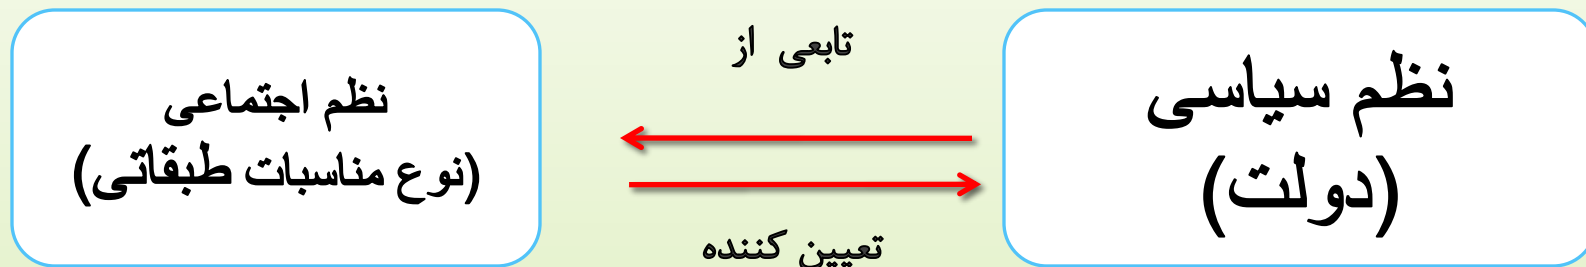 نظم سیاسی
(دولت)
تابعی از
تعیین کننده
نظم اجتماعی
(نوع مناسبات طبقاتی)